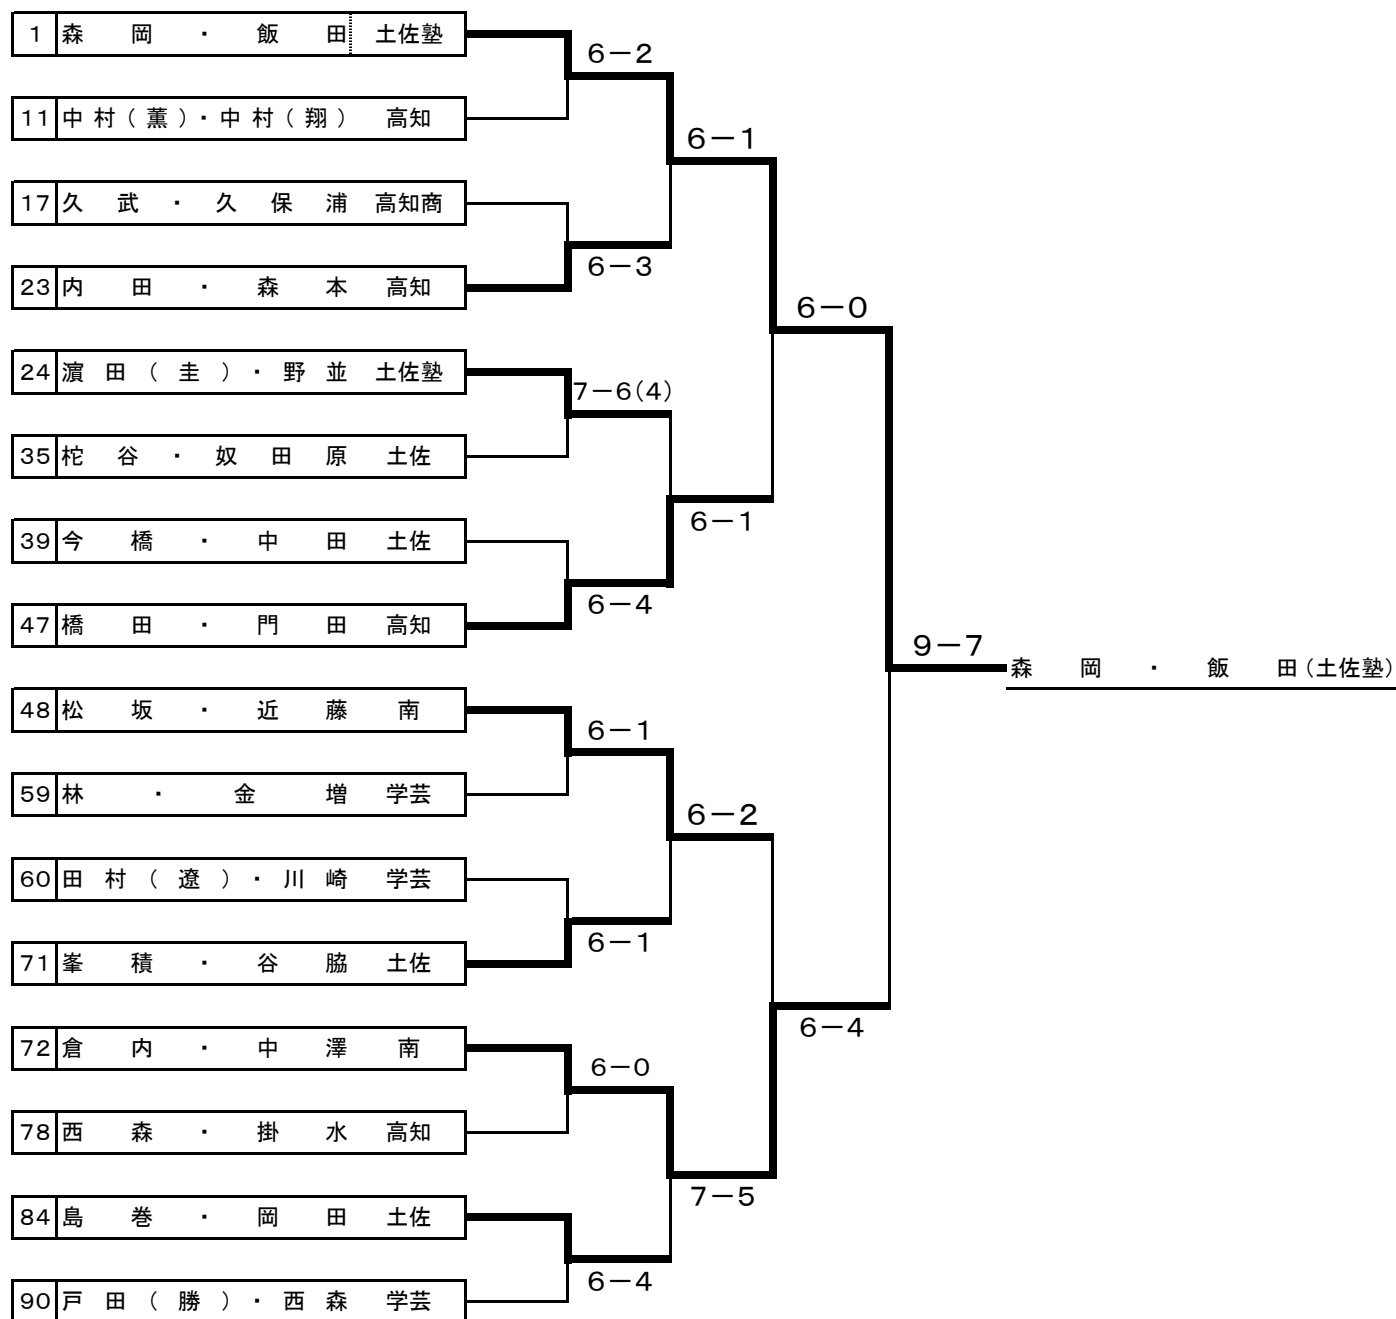 1 森岡・飯田 土佐塾
6－2
11 中村(薫)・中村(翔) 高知
6－1
17 久武・久保浦 高知商
6－3
23 内田・森本 高知
6－0
24 濵田(圭)・野並 土佐塾
7－6(4)
35 柁谷・奴田原 土佐
6－1
39 今橋・中田 土佐
6－4
47 橋田・門田 高知
9－7
森岡・飯田(土佐塾)
48 松坂・近藤 南
6－1
59 林・金増 学芸
6－2
60 田村(遼)・川崎 学芸
6－1
71 峯積・谷脇 土佐
6－4
72 倉内・中澤 南
6－0
78 西森・掛水 高知
7－5
84 島巻・岡田 土佐
6－4
90 戸田(勝)・西森 学芸